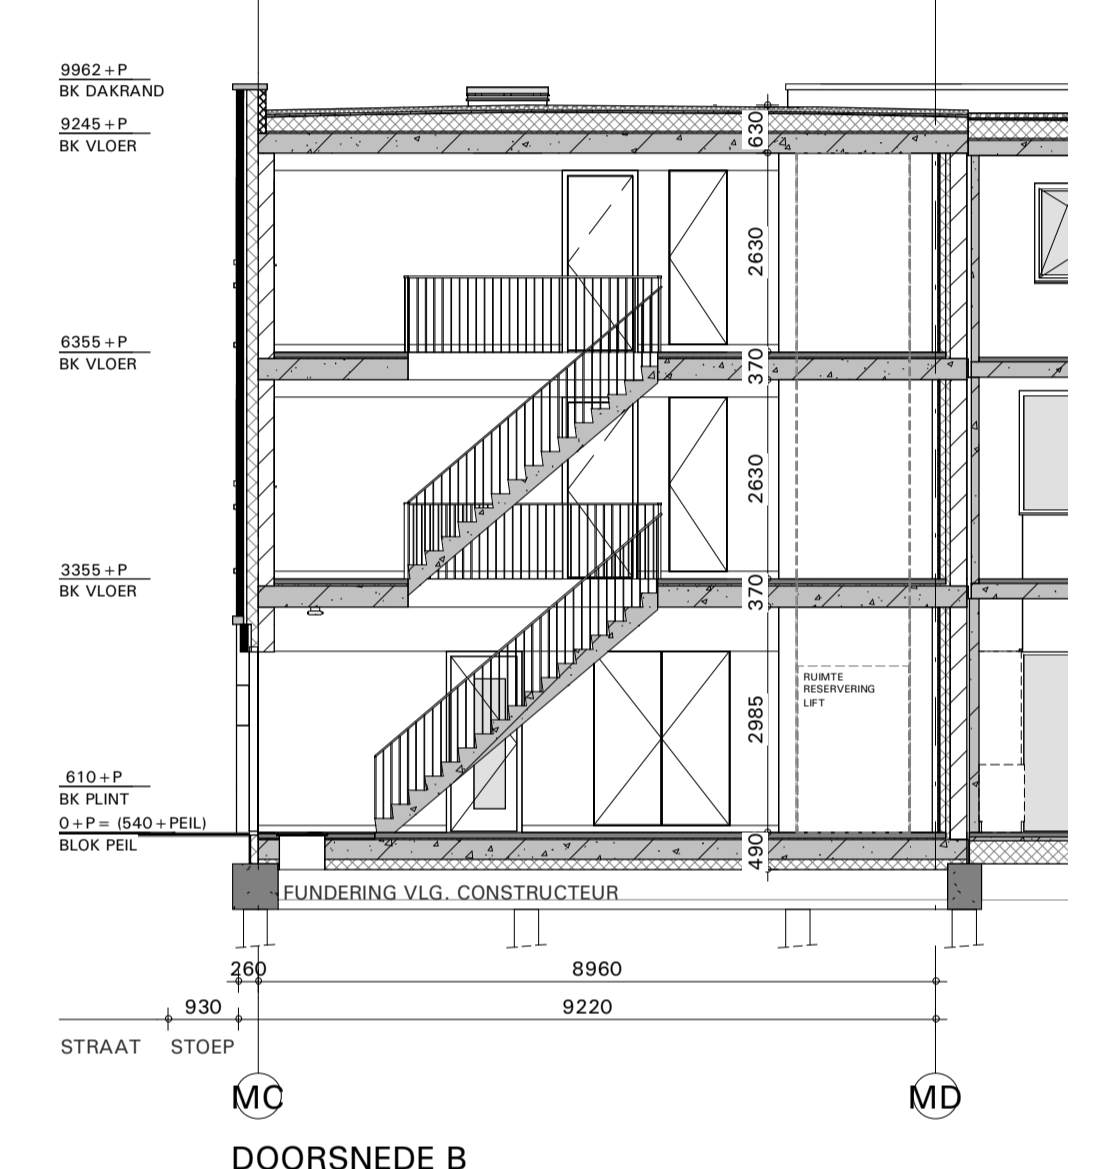 9962+P
BK DAKRAND
9245+P
BK VLOER
630
2630
6355+P
BK VLOER
370
2630
3355+P
BK VLOER
370
RUIMTE
RESERVERING
LIFT
2985
610+P
BK PLINT
0+P= (540+PEIL)
BLOK PEIL
490
FUNDERING VLG. CONSTRUCTEUR
260
8960
930
9220
STRAAT
STOEP
MC
MD
DOORSNEDE B